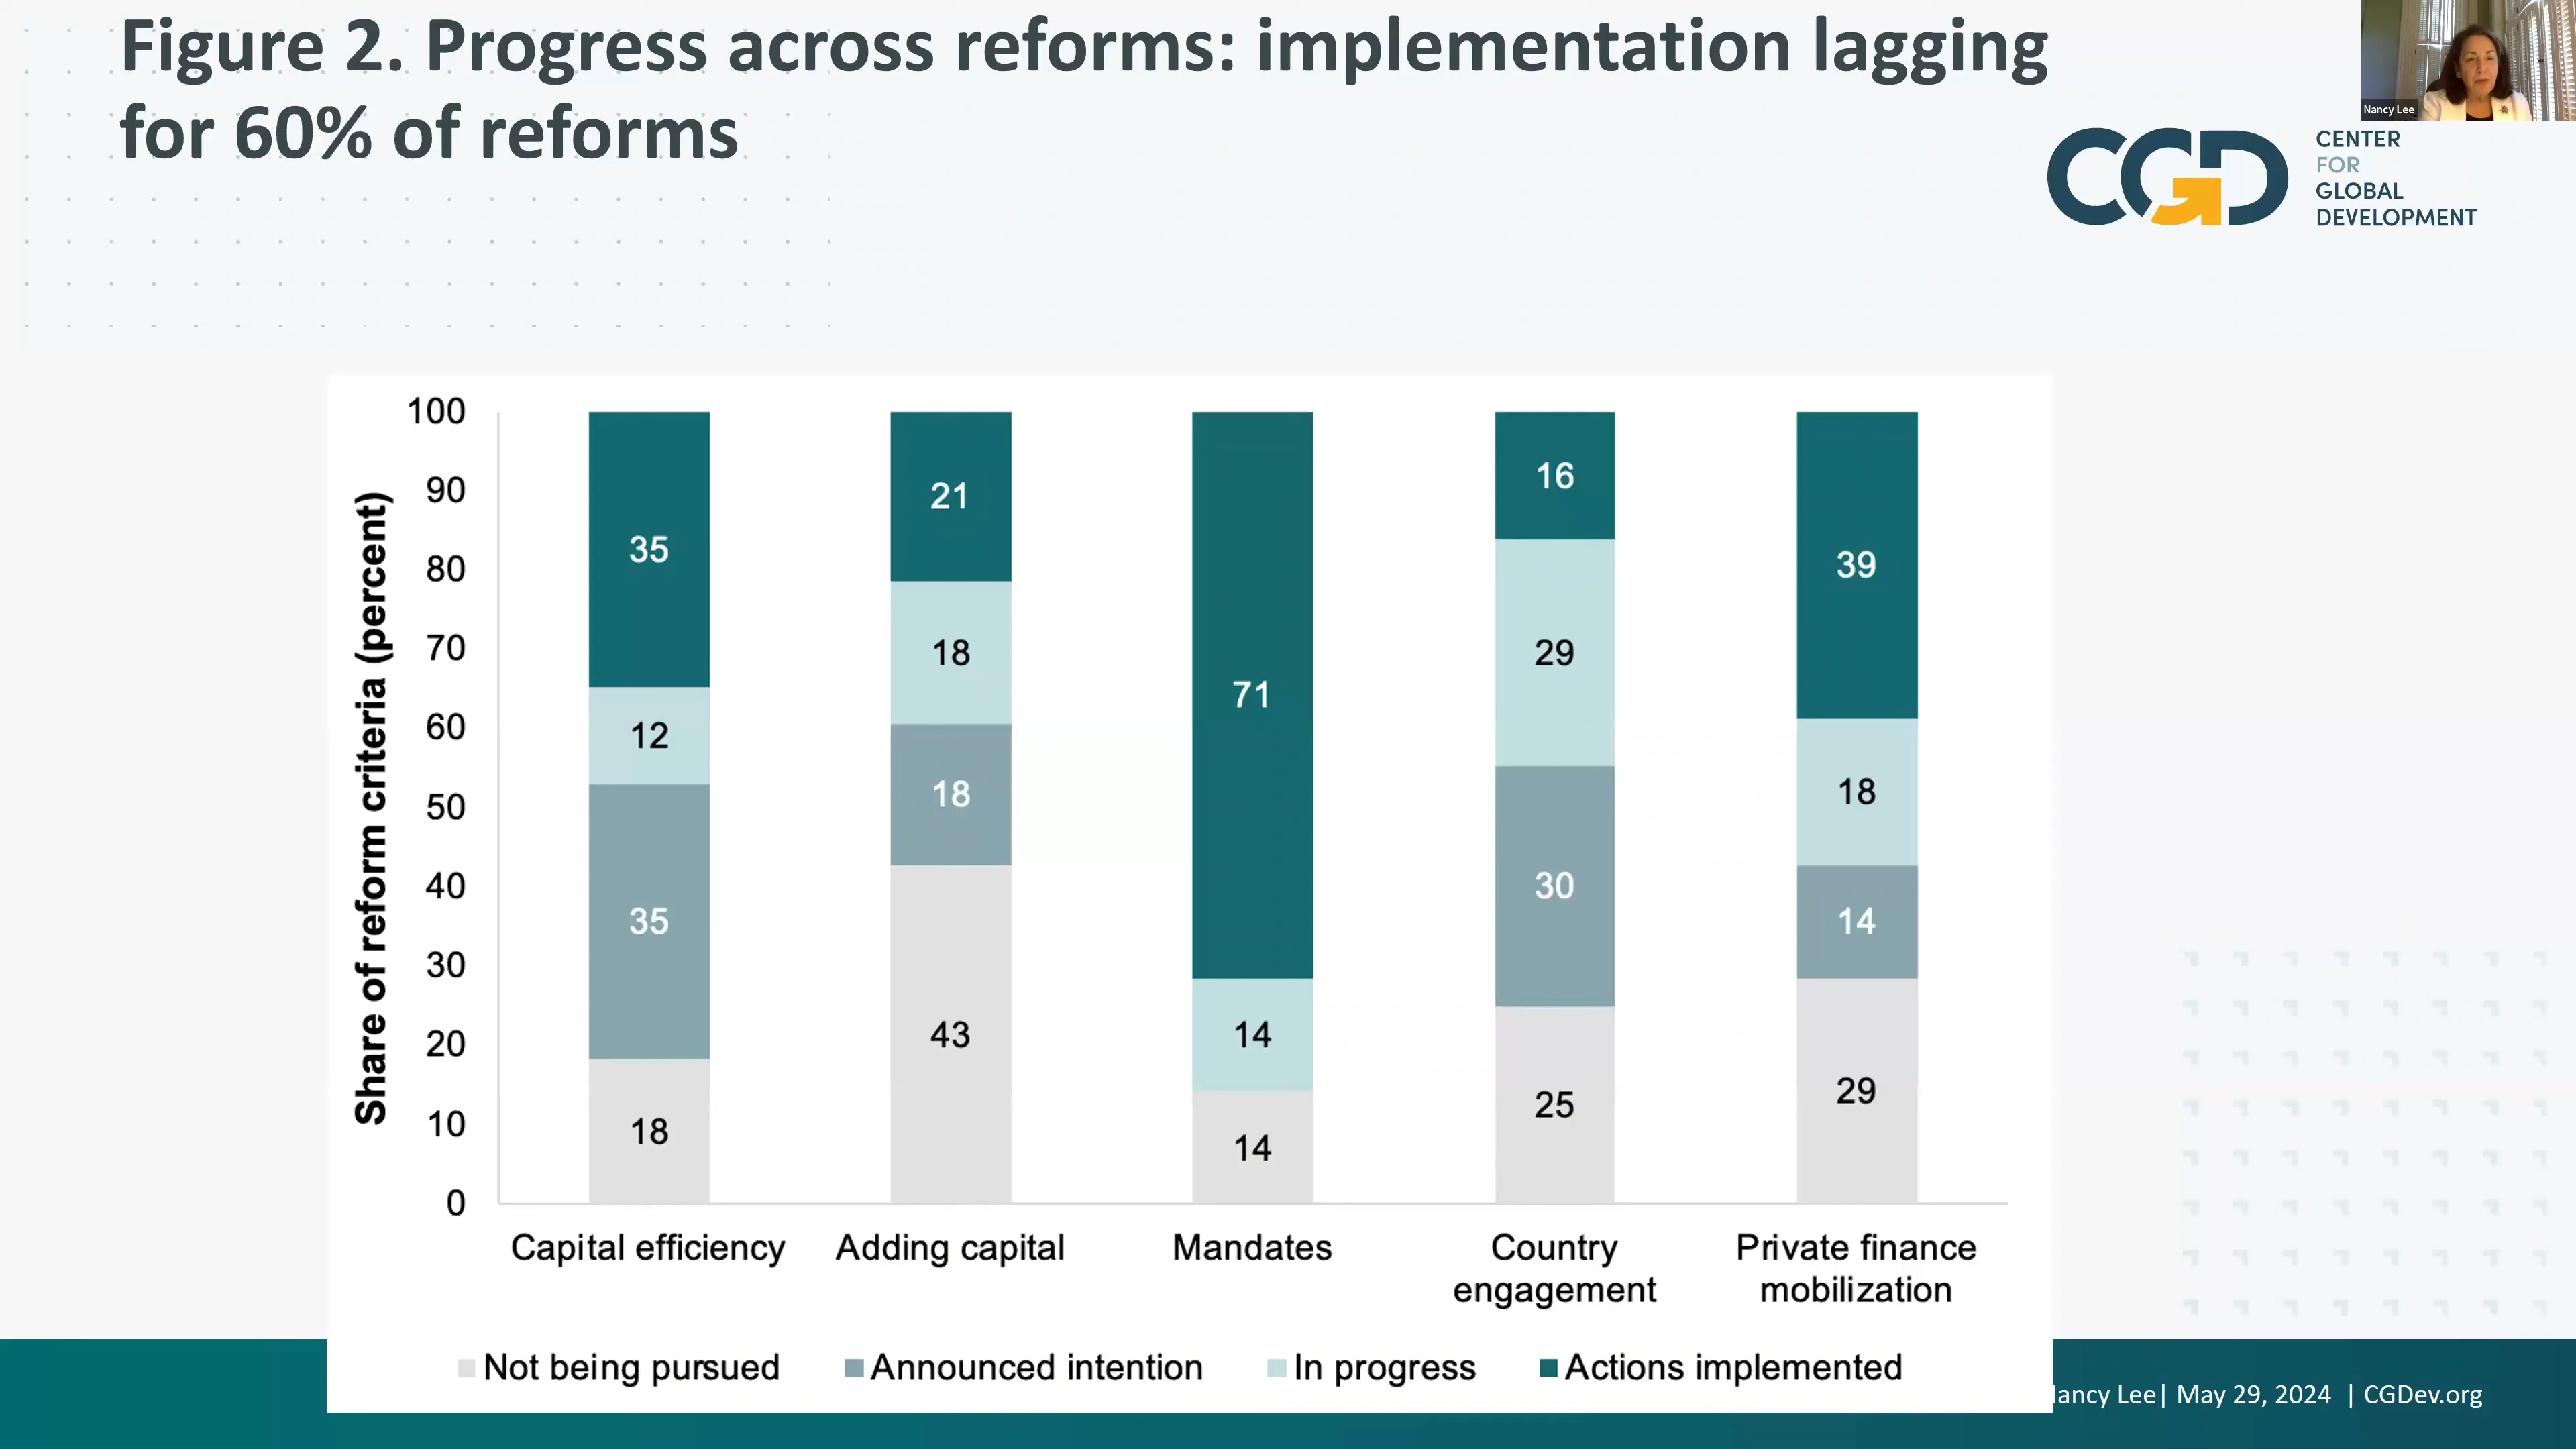 Figure 2. Progress across reforms: implementation lagging
for 60% of reforms
Nancy Lee
CGD
CENTER
FOR
GLOBAL
DEVELOPMENT
Share of reform criteria (percent)
100
90
80
70
60
50
40
30
20
10
0
35
12
35
18
21
18
18
43
71
14
14
16
29
30
25
39
18
14
29
Capital efficiency
Adding capital
Mandates
Country
engagement
Private finance
mobilization
Not being pursued
Announced intention
In progress
Actions implemented
ancy Lee| May 29, 2024 | CGDev.org